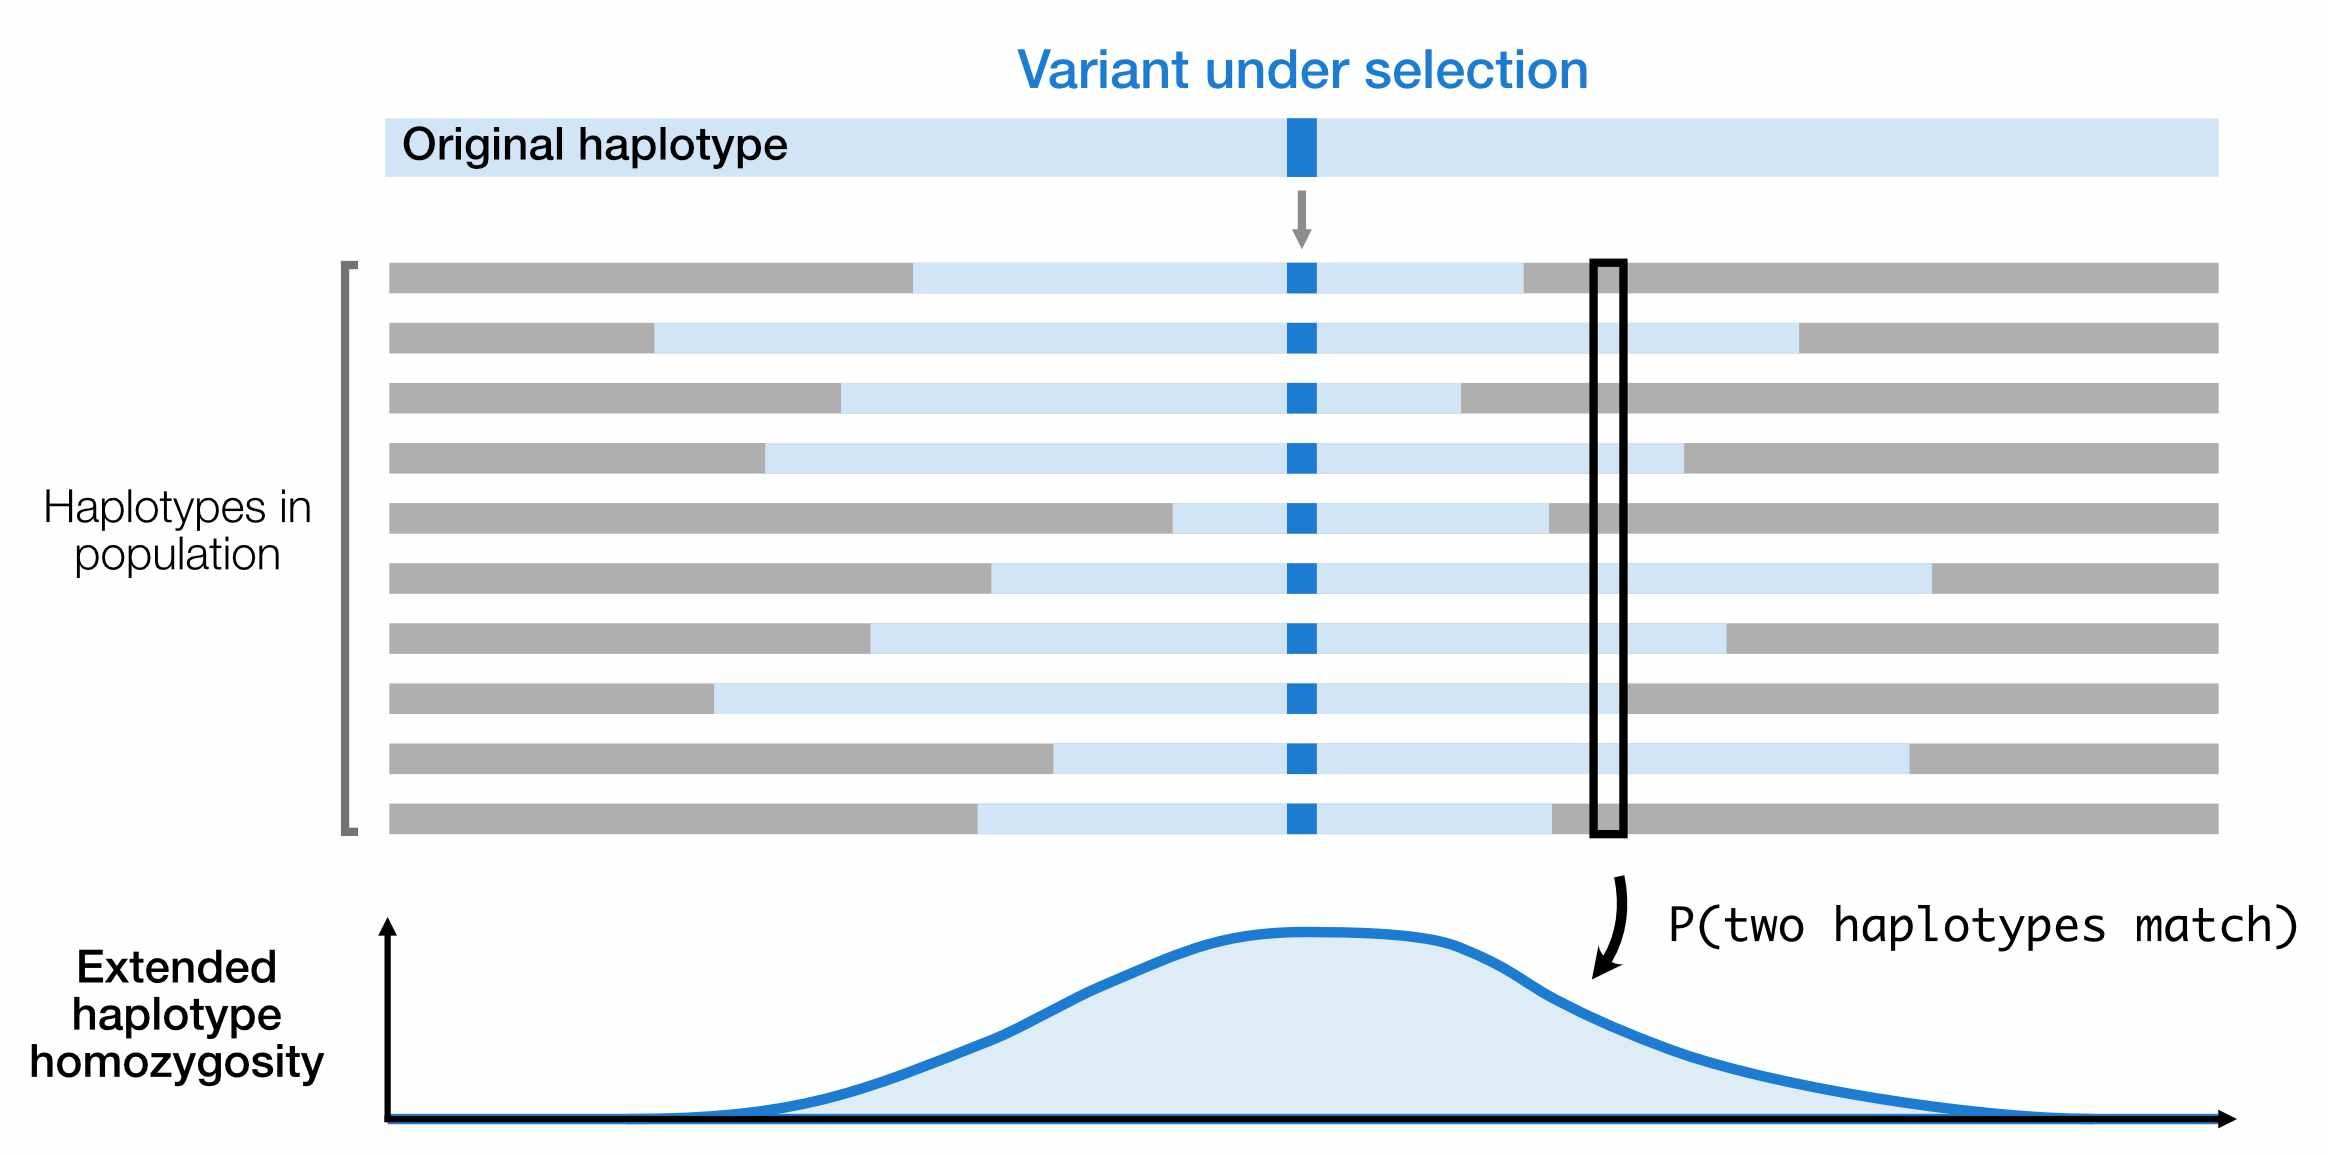 Variant under selection
Original haplotype
Haplotypes in
population
P(two haplotypes match)
Extended
haplotype
homozygosity